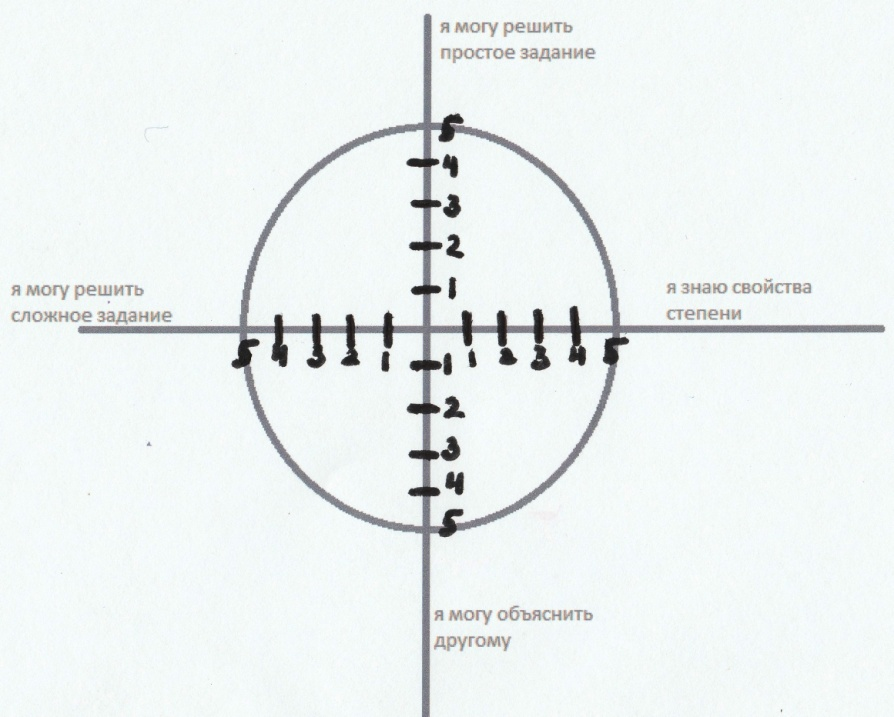 я могу решить
простое задание
5
4
3
2
1
я могу решить
сложное задание
я знаю свойства
степени
5 4 3 2 1 1 2 3 4 5
1
2
3
4
5
я могу объяснить
другому